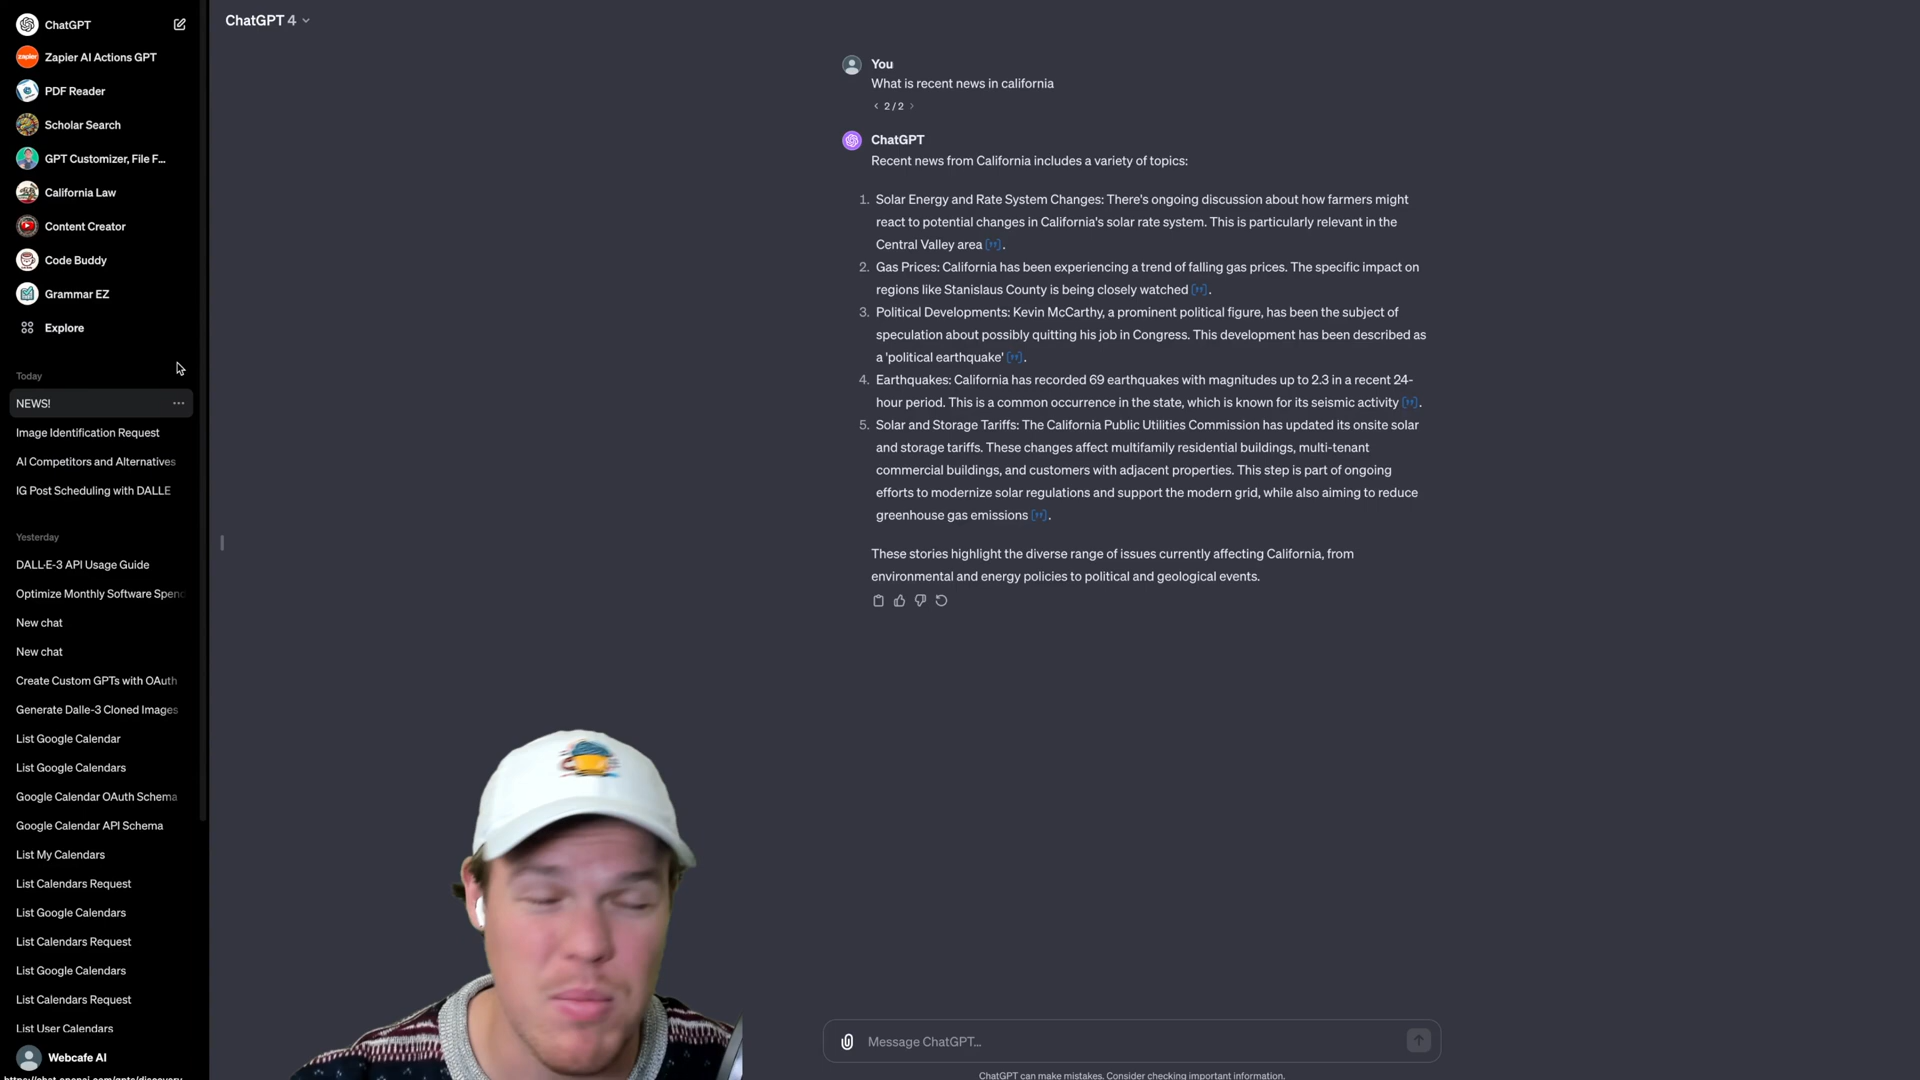 ChatGPT
Zapier AI Actions GPT
PDF Reader
Scholar Search
GPT Customizer, File F...
California Law
Content Creator
Code Buddy
Grammar EZ
Explore
Today
NEWS!
Image Identification Request
AI Competitors and Alternatives
IG Post Scheduling with DALLE
Yesterday
DALL·E-3 API Usage Guide
Optimize Monthly Software Spend
New chat
New chat
Create Custom GPTs with OAuth
Generate Dalle-3 Cloned Images
List Google Calendar
List Google Calendars
Google Calendar OAuth Schema
Google Calendar API Schema
List My Calendars
List Calendars Request
List Google Calendars
List Calendars Request
List Google Calendars
List Calendars Request
List User Calendars
Webcafe AI
https://chat.openai.com/gpts/discovery
ChatGPT 4
You
What is recent news in california
2 / 2
ChatGPT
Recent news from California includes a variety of topics:
1. Solar Energy and Rate System Changes: There's ongoing discussion about how farmers might
react to potential changes in California's solar rate system. This is particularly relevant in the
Central Valley area ["].
2. Gas Prices: California has been experiencing a trend of falling gas prices. The specific impact on
regions like Stanislaus County is being closely watched ["].
3. Political Developments: Kevin McCarthy, a prominent political figure, has been the subject of
speculation about possibly quitting his job in Congress. This development has been described as
a 'political earthquake' ["].
4. Earthquakes: California has recorded 69 earthquakes with magnitudes up to 2.3 in a recent 24-
hour period. This is a common occurrence in the state, which is known for its seismic activity ["].
5. Solar and Storage Tariffs: The California Public Utilities Commission has updated its onsite solar
and storage tariffs. These changes affect multifamily residential buildings, multi-tenant
commercial buildings, and customers with adjacent properties. This step is part of ongoing
efforts to modernize solar regulations and support the modern grid, while also aiming to reduce
greenhouse gas emissions ["].
These stories highlight the diverse range of issues currently affecting California, from
environmental and energy policies to political and geological events.
Message ChatGPT...
ChatGPT can make mistakes. Consider checking important information.